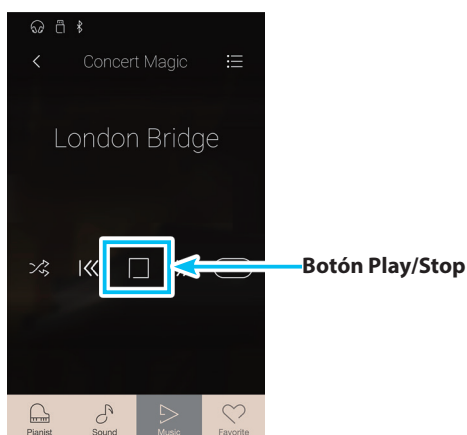 Concert Magic
London Bridge
Botón Play/Stop
Pianist Sound Music Favorite